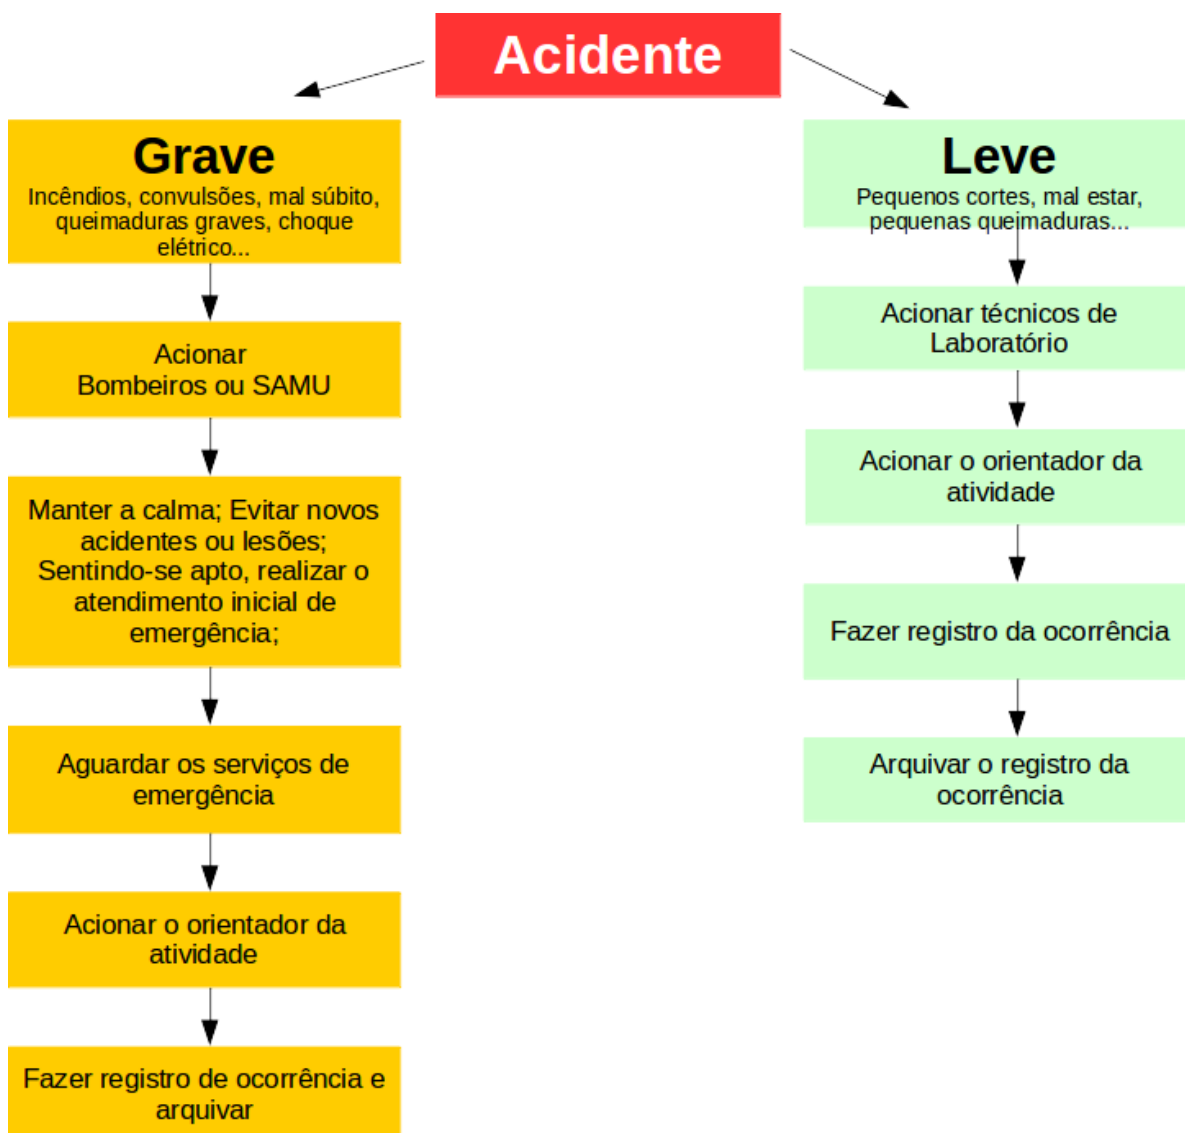 Acidente
Grave
Incêndios, convulsões, mal súbito,
queimaduras graves, choque
elétrico...
Acionar
Bombeiros ou SAMU
Manter a calma; Evitar novos
acidentes ou lesões;
Sentindo-se apto, realizar o
atendimento inicial de
emergência;
Aguardar os serviços de
emergência
Acionar o orientador da
atividade
Fazer registro de ocorrência e
arquivar
Leve
Pequenos cortes, mal estar,
pequenas queimaduras...
Acionar técnicos de
Laboratório
Acionar o orientador da
atividade
Fazer registro da ocorrência
Arquivar o registro da
ocorrência